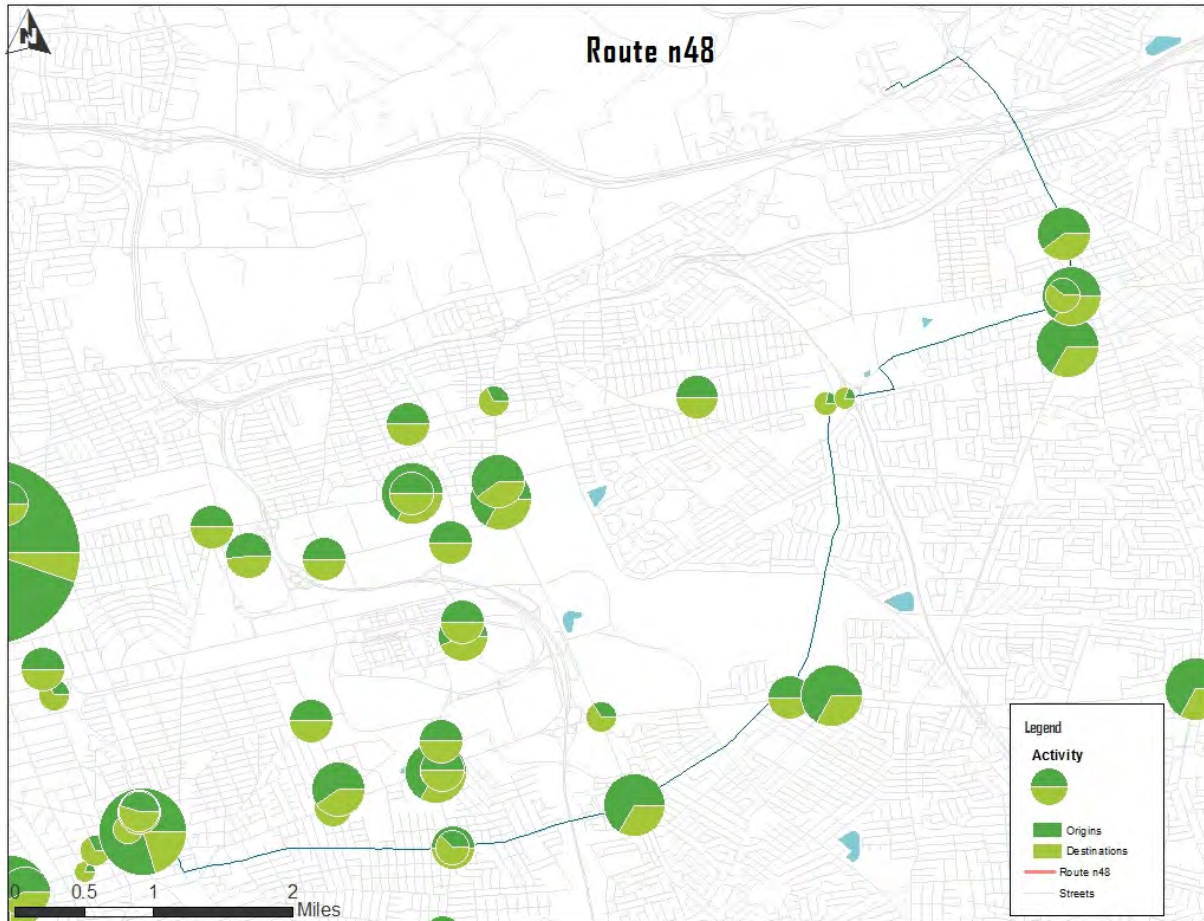 N
Route n48
Legend
Activity
Origins
Destinations
Route n48
Streets
0 0.5 1 2
Miles